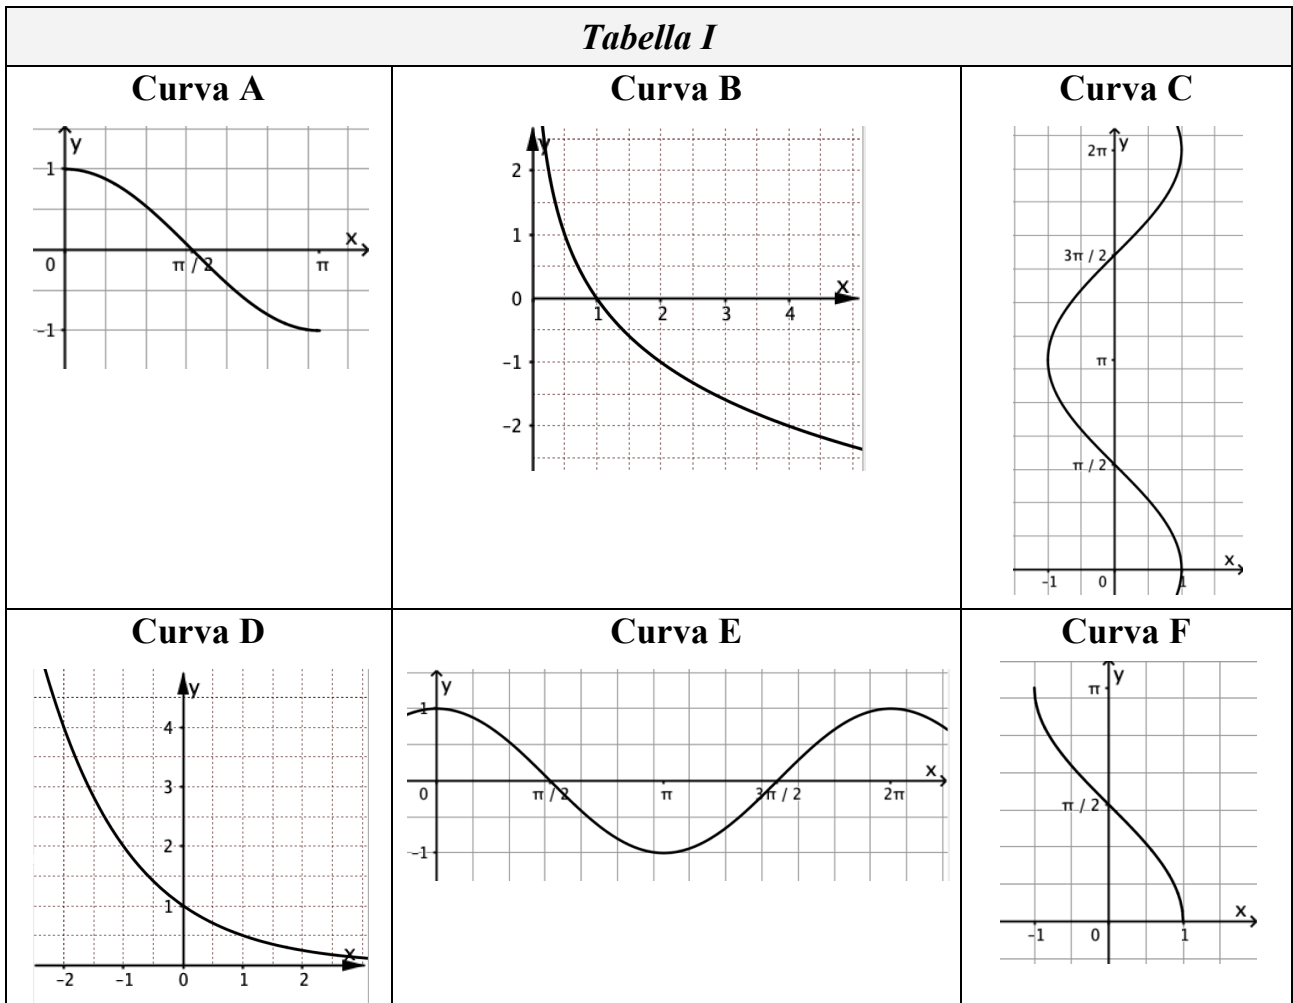 Tabella I
Curva A
y
1
x
0
π / 2
π
−1
Curva B
y
2
1
x
0
1
2
3
4
−1
−2
Curva C
2π
y
3π / 2
π
π / 2
x
−1
0
1
Curva D
y
4
3
2
1
x
−2
−1
0
1
2
Curva E
y
1
x
0
π / 2
π
3π / 2
2π
−1
Curva F
y
π
π / 2
x
−1
0
1